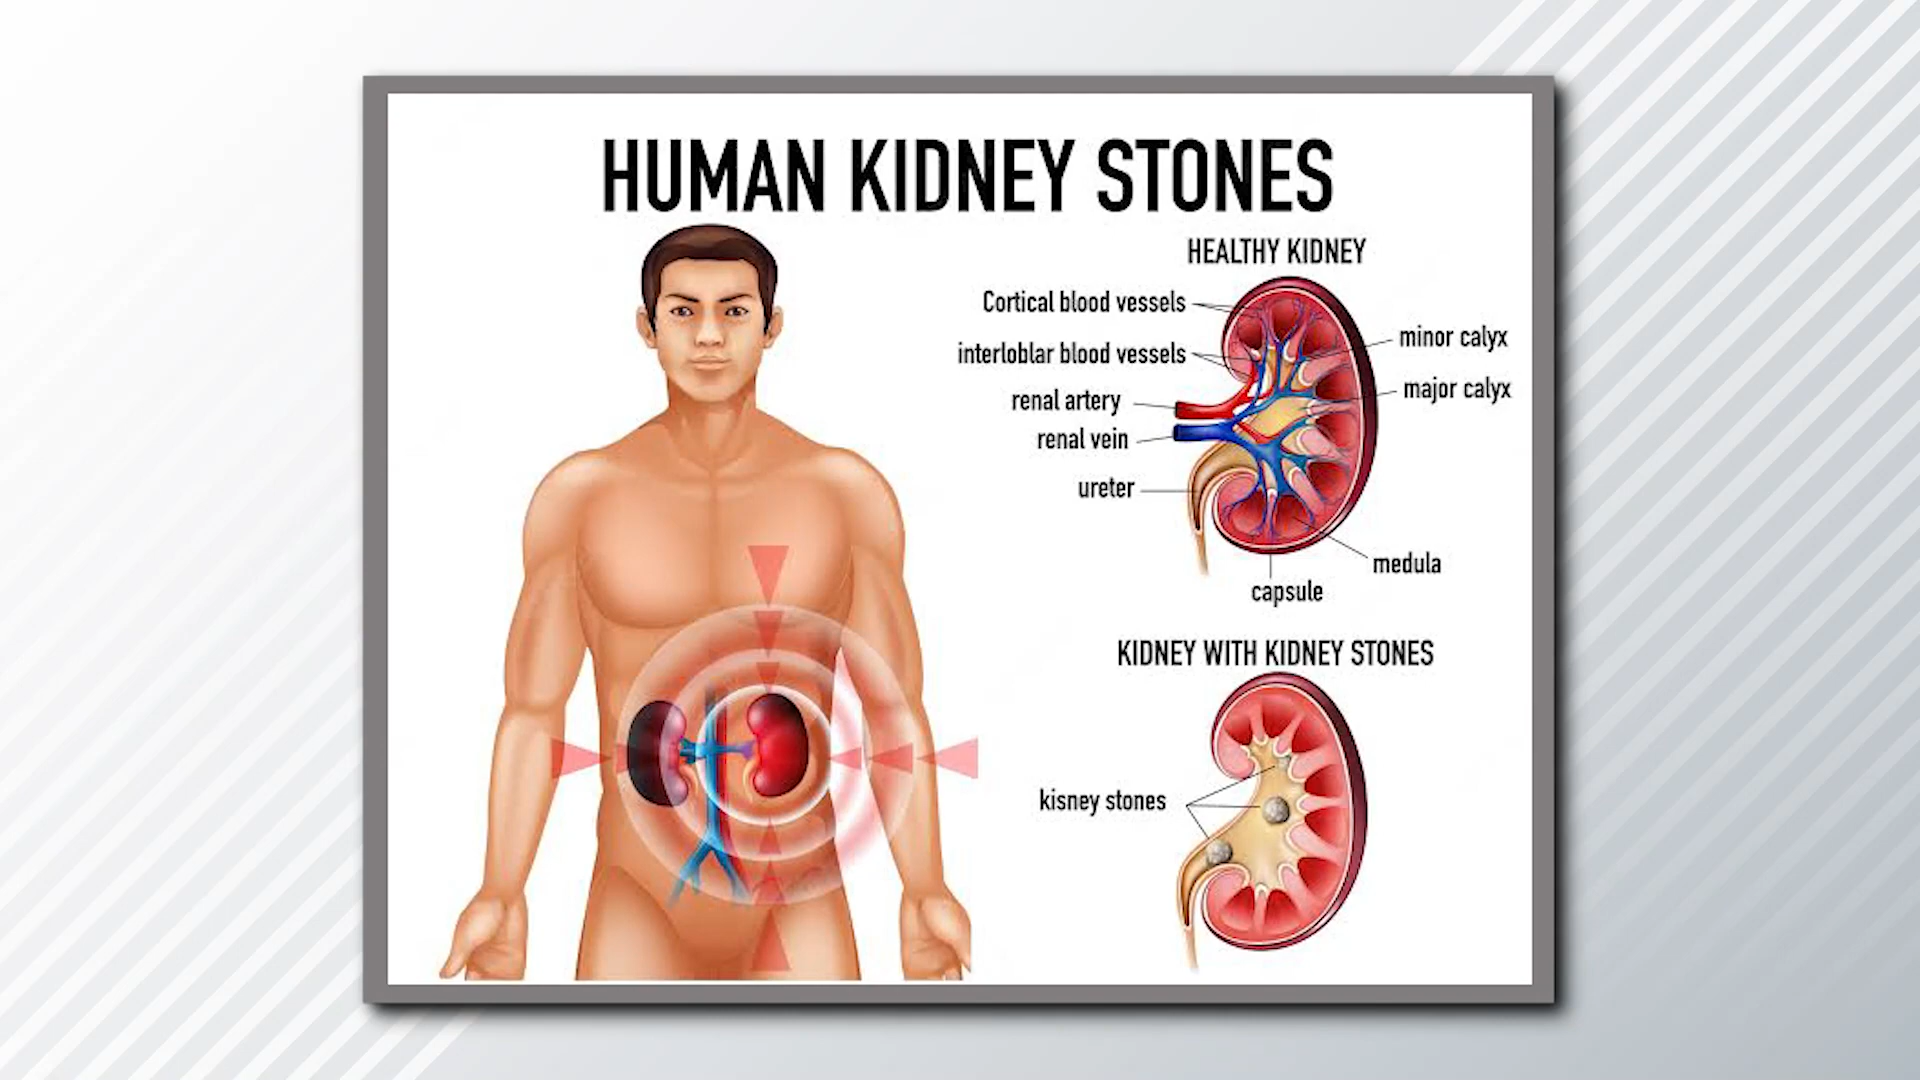 HUMAN KIDNEY STONES
HEALTHY KIDNEY
Cortical blood vessels
interloblar blood vessels
renal artery
renal vein
ureter
minor calyx
major calyx
medula
capsule
KIDNEY WITH KIDNEY STONES
kisney stones